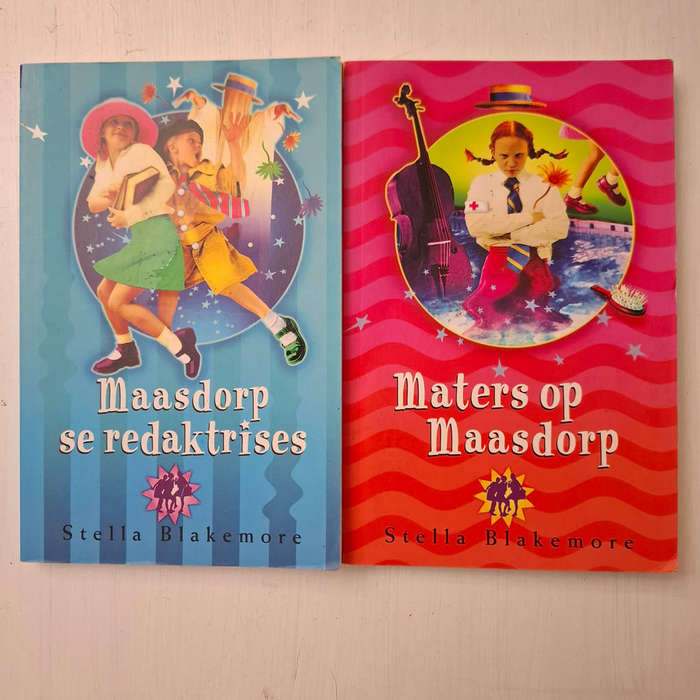 Maasdorp
se redaktrises
Stella Blakemore
Maters op
Maasdorp
Stella Blakemore